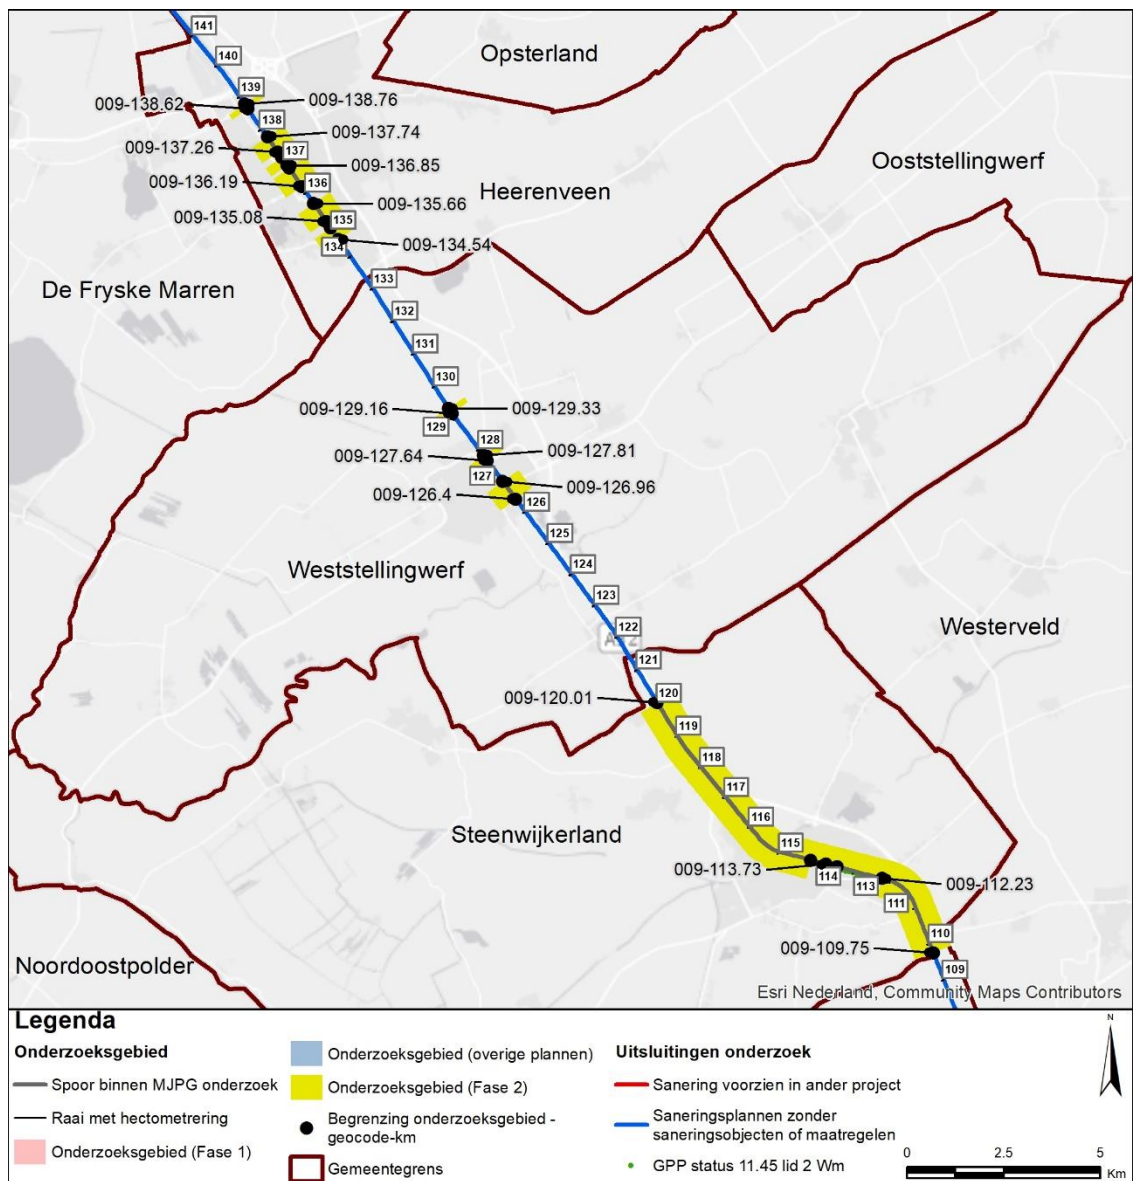 141
140
Opsterland
139
009-138.62
009-138.76
138
009-137.74
009-137.26
137
Ooststellingwerf
009-136.85
009-136.19
136
Heerenveen
009-135.66
009-135.08
135
134
009-134.54
De Fryske Marren
133
132
131
130
009-129.16
009-129.33
129
128
009-127.81
009-127.64
127
009-126.96
009-126.4
126
125
Weststellingwerf
124
123
122
Westerveld
121
009-120.01
120
119
118
117
116
Steenwijkerland
115
009-113.73
114
113
009-112.23
111
110
009-109.75
Noordoostpolder
109
Esri Nederland, Community Maps Contributors
Legenda
Onderzoeksgebied
Spoor binnen MJPG onderzoek
Raai met hectometrering
Onderzoeksgebied (Fase 1)
Onderzoeksgebied (overige plannen)
Onderzoeksgebied (Fase 2)
Begrenzing onderzoeksgebied -
geocode-km
Gemeentegrens
Uitsluitingen onderzoek
Sanering voorzien in ander project
Saneringsplannen zonder
saneringsobjecten of maatregelen
GPP status 11.45 lid 2 Wm
N
0 2.5 5
Km